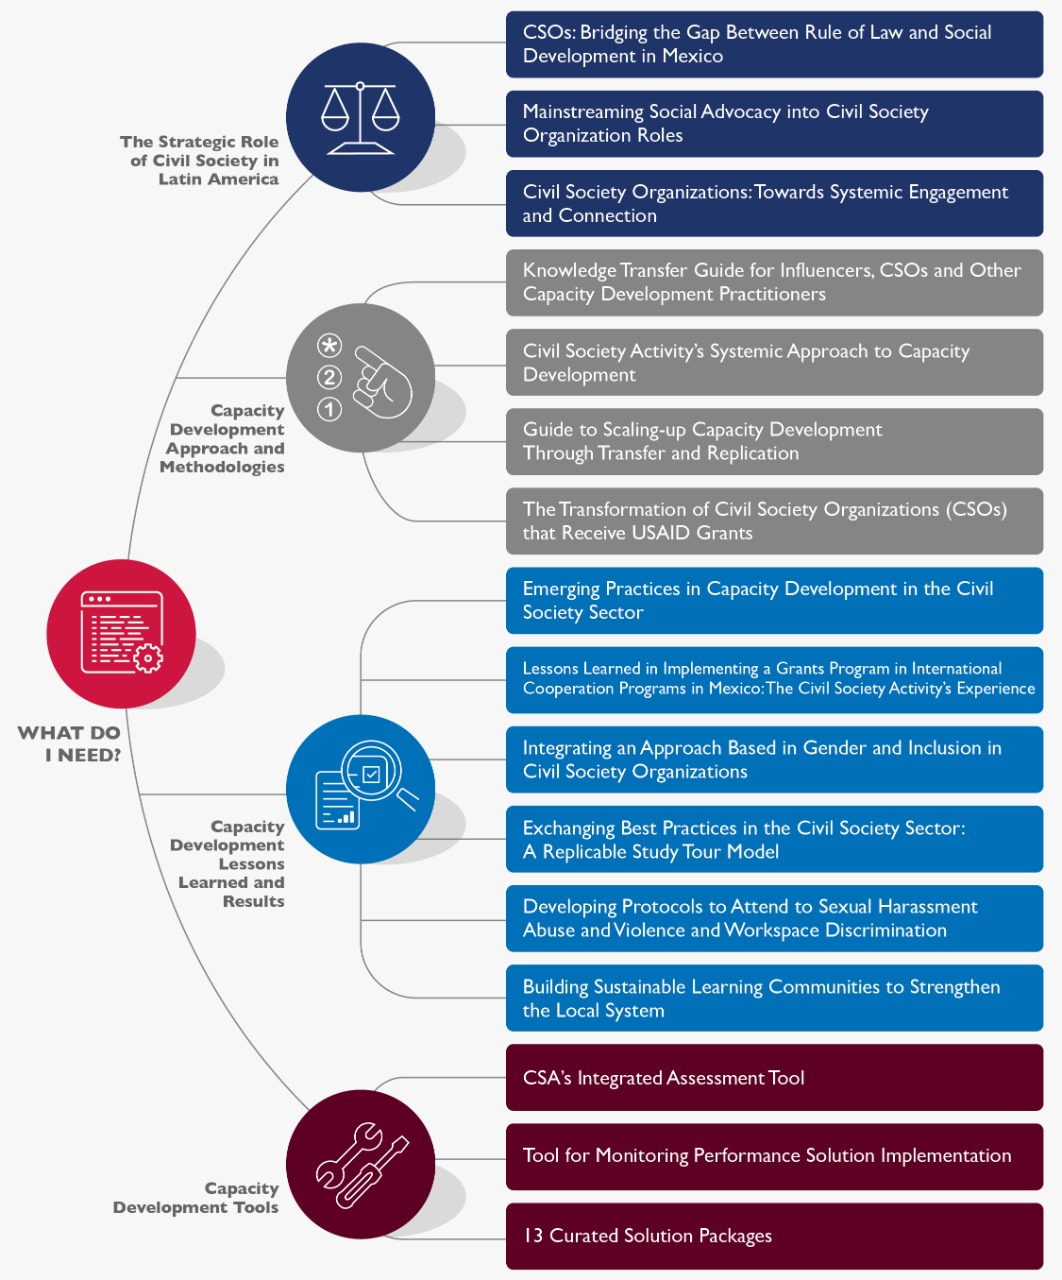 CSOs: Bridging the Gap Between Rule of Law and Social
Development in Mexico
Mainstreaming Social Advocacy into Civil Society
Organization Roles
The Strategic Role
of Civil Society in
Latin America
Civil Society Organizations: Towards Systemic Engagement
and Connection
Knowledge Transfer Guide for Influencers, CSOs and Other
Capacity Development Practitioners
Civil Society Activity's Systemic Approach to Capacity
Development
2
1
Capacity
Development
Approach and
Methodologies
Guide to Scaling-up Capacity Development
Through Transfer and Replication
The Transformation of Civil Society Organizations (CSOs)
that Receive USAID Grants
WHAT DO
I NEED?
Emerging Practices in Capacity Development in the Civil
Society Sector
Lessons Learned in Implementing a Grants Program in International
Cooperation Programs in Mexico: The Civil Society Activity's Experience
Integrating an Approach Based in Gender and Inclusion in
Civil Society Organizations
Capacity
Development
Lessons
Learned and
Results
Exchanging Best Practices in the Civil Society Sector:
A Replicable Study Tour Model
Developing Protocols to Attend to Sexual Harassment
Abuse and Violence and Workspace Discrimination
Building Sustainable Learning Communities to Strengthen
the Local System
CSA's Integrated Assessment Tool
Capacity
Development Tools
Tool for Monitoring Performance Solution Implementation
13 Curated Solution Packages